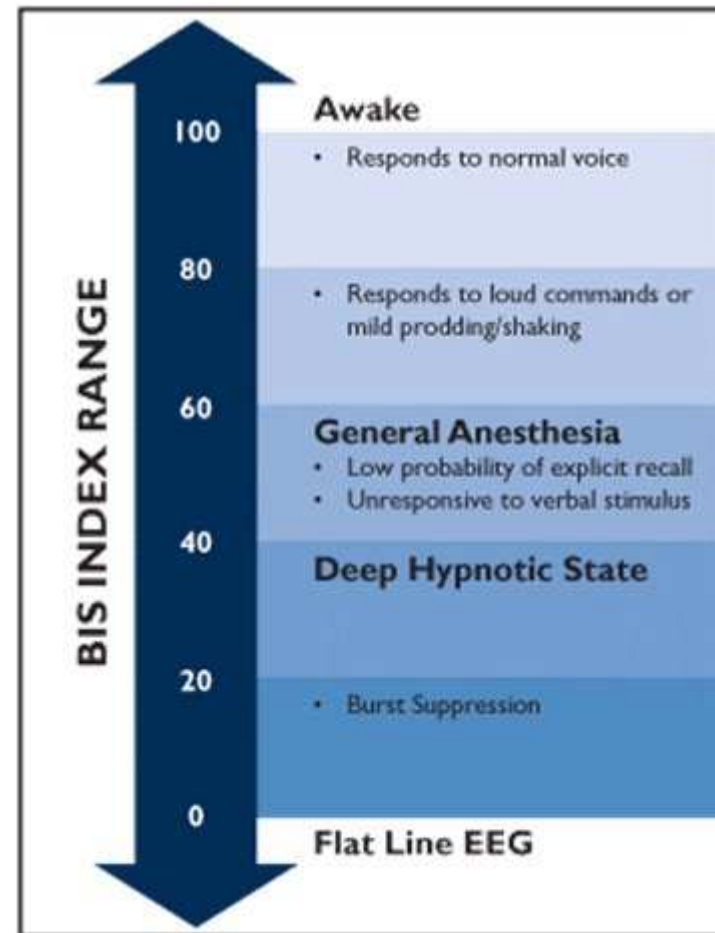 BIS INDEX RANGE
Awake
100
• Responds to normal voice
80
• Responds to loud commands or
mild prodding/shaking
60
General Anesthesia
• Low probability of explicit recall
• Unresponsive to verbal stimulus
40
Deep Hypnotic State
20
• Burst Suppression
0
Flat Line EEG